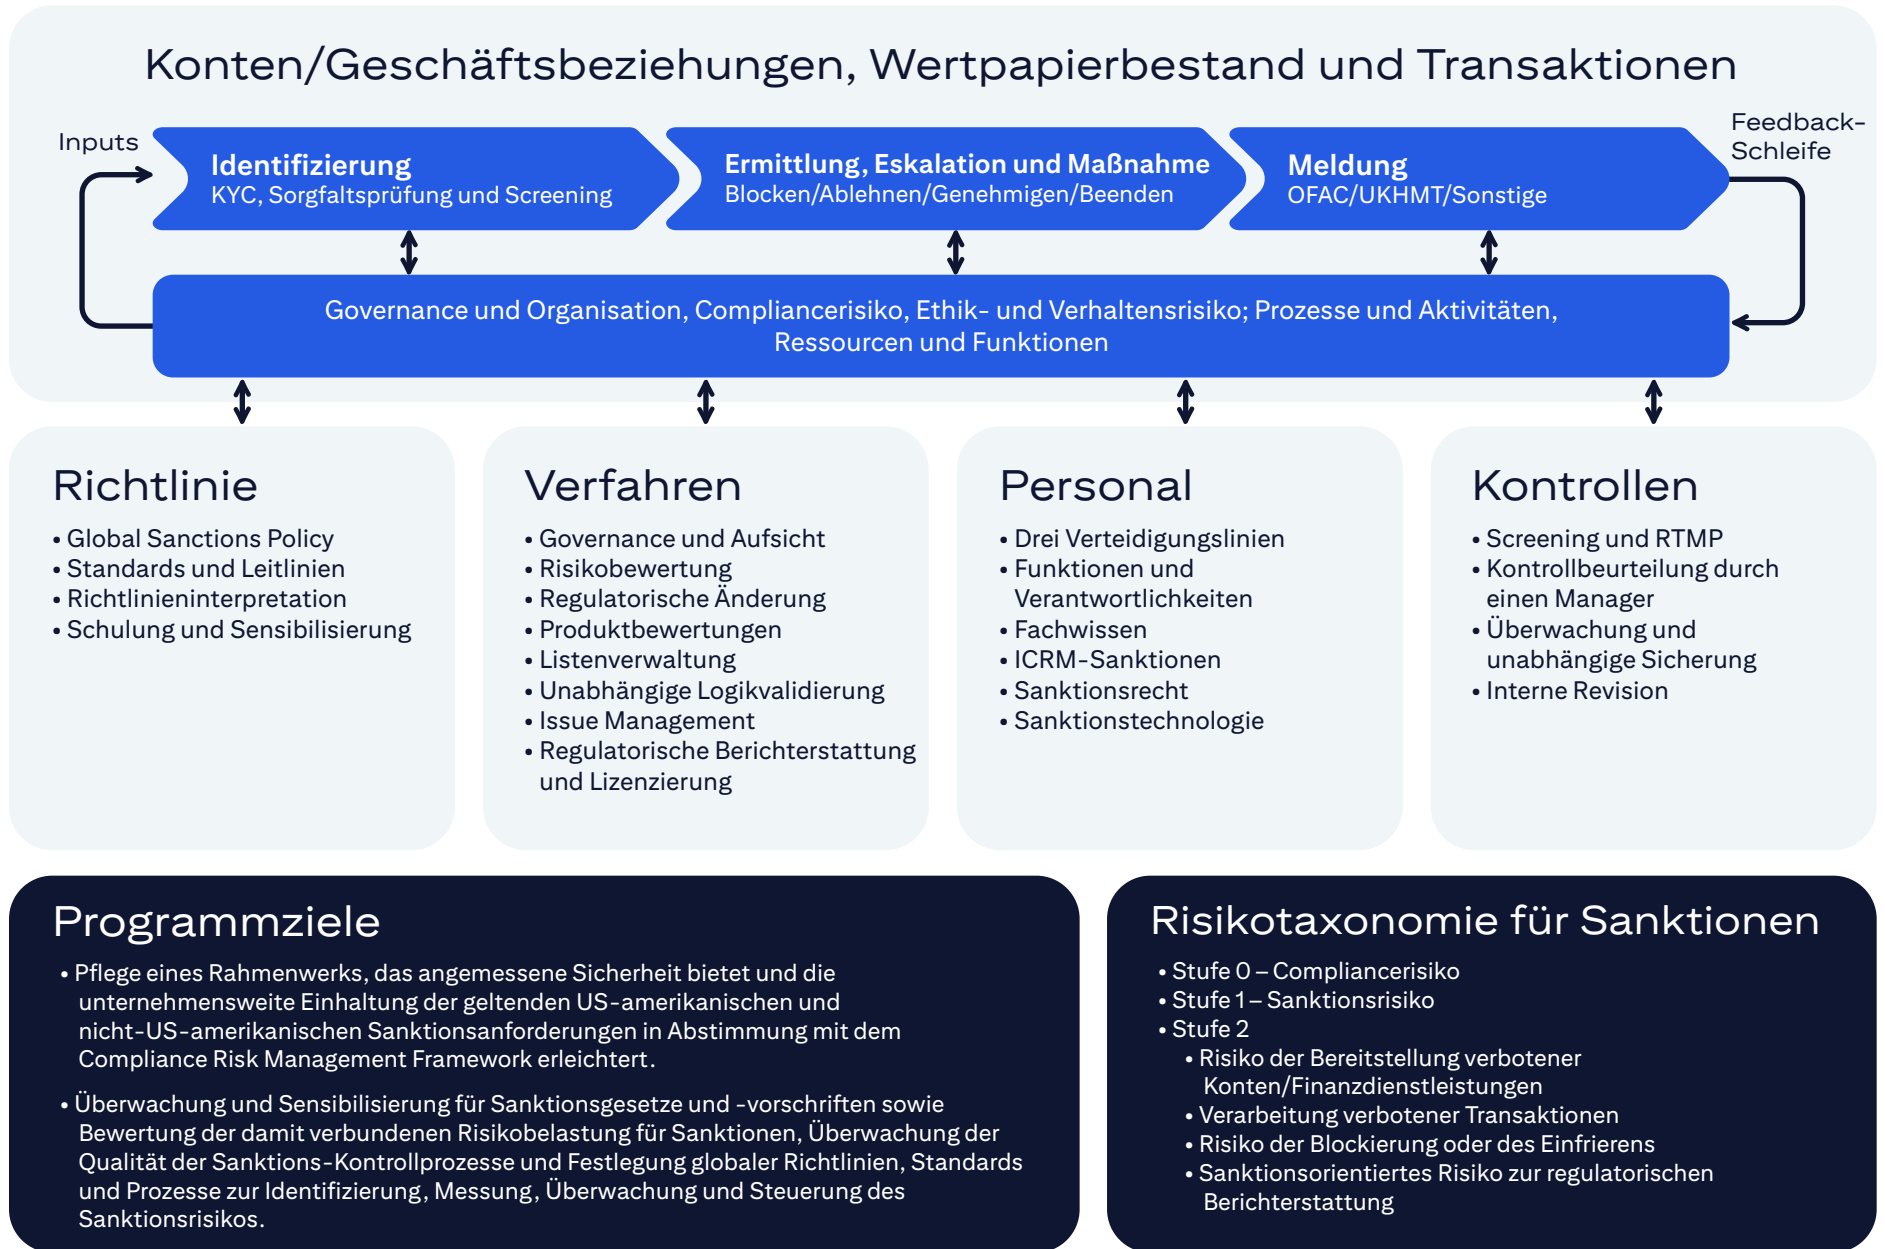 Konten/Geschäftsbeziehungen, Wertpapierbestand und Transaktionen
Inputs
Identifizierung
KYC, Sorgfaltsprüfung und Screening
Ermittlung, Eskalation und Maßnahme
Blocken/Ablehnen/Genehmigen/Beenden
Meldung
OFAC/UKHMT/Sonstige
Feedback-
Schleife
Governance und Organisation, Compliancerisiko, Ethik- und Verhaltensrisiko; Prozesse und Aktivitäten,
Ressourcen und Funktionen
Richtlinie
• Global Sanctions Policy
• Standards und Leitlinien
• Richtlinieninterpretation
• Schulung und Sensibilisierung
Verfahren
• Governance und Aufsicht
• Risikobewertung
• Regulatorische Änderung
• Produktbewertungen
• Listenverwaltung
• Unabhängige Logikvalidierung
• Issue Management
• Regulatorische Berichterstattung
und Lizenzierung
Personal
• Drei Verteidigungslinien
• Funktionen und
Verantwortlichkeiten
• Fachwissen
• ICRM-Sanktionen
• Sanktionsrecht
• Sanktionstechnologie
Kontrollen
• Screening und RTMP
• Kontrollbeurteilung durch
einen Manager
• Überwachung und
unabhängige Sicherung
• Interne Revision
Programmziele
• Pflege eines Rahmenwerks, das angemessene Sicherheit bietet und die
unternehmensweite Einhaltung der geltenden US-amerikanischen und
nicht-US-amerikanischen Sanktionsanforderungen in Abstimmung mit dem
Compliance Risk Management Framework erleichtert.
• Überwachung und Sensibilisierung für Sanktionsgesetze und -vorschriften sowie
Bewertung der damit verbundenen Risikobelastung für Sanktionen, Überwachung der
Qualität der Sanktions-Kontrollprozesse und Festlegung globaler Richtlinien, Standards
und Prozesse zur Identifizierung, Messung, Überwachung und Steuerung des
Sanktionsrisikos.
Risikotaxonomie für Sanktionen
• Stufe 0 – Compliancerisiko
• Stufe 1 – Sanktionsrisiko
• Stufe 2
• Risiko der Bereitstellung verbotener
Konten/Finanzdienstleistungen
• Verarbeitung verbotener Transaktionen
• Risiko der Blockierung oder des Einfrierens
• Sanktionsorientiertes Risiko zur regulatorischen
Berichterstattung